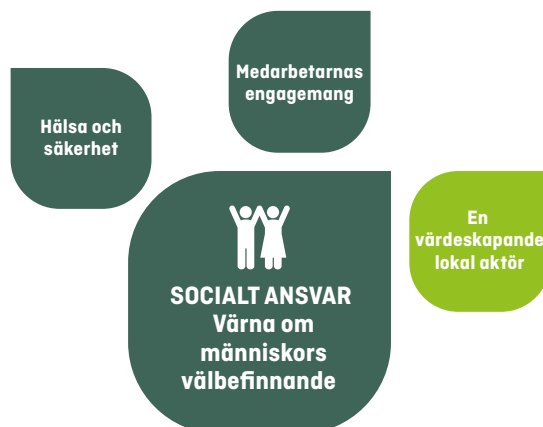 Medarbetarnas
engagemang
Hälsa och
säkerhet
En
värdeskapande
lokal aktör
SOCIALT ANSVAR
Värna om
människors
välbefinnande